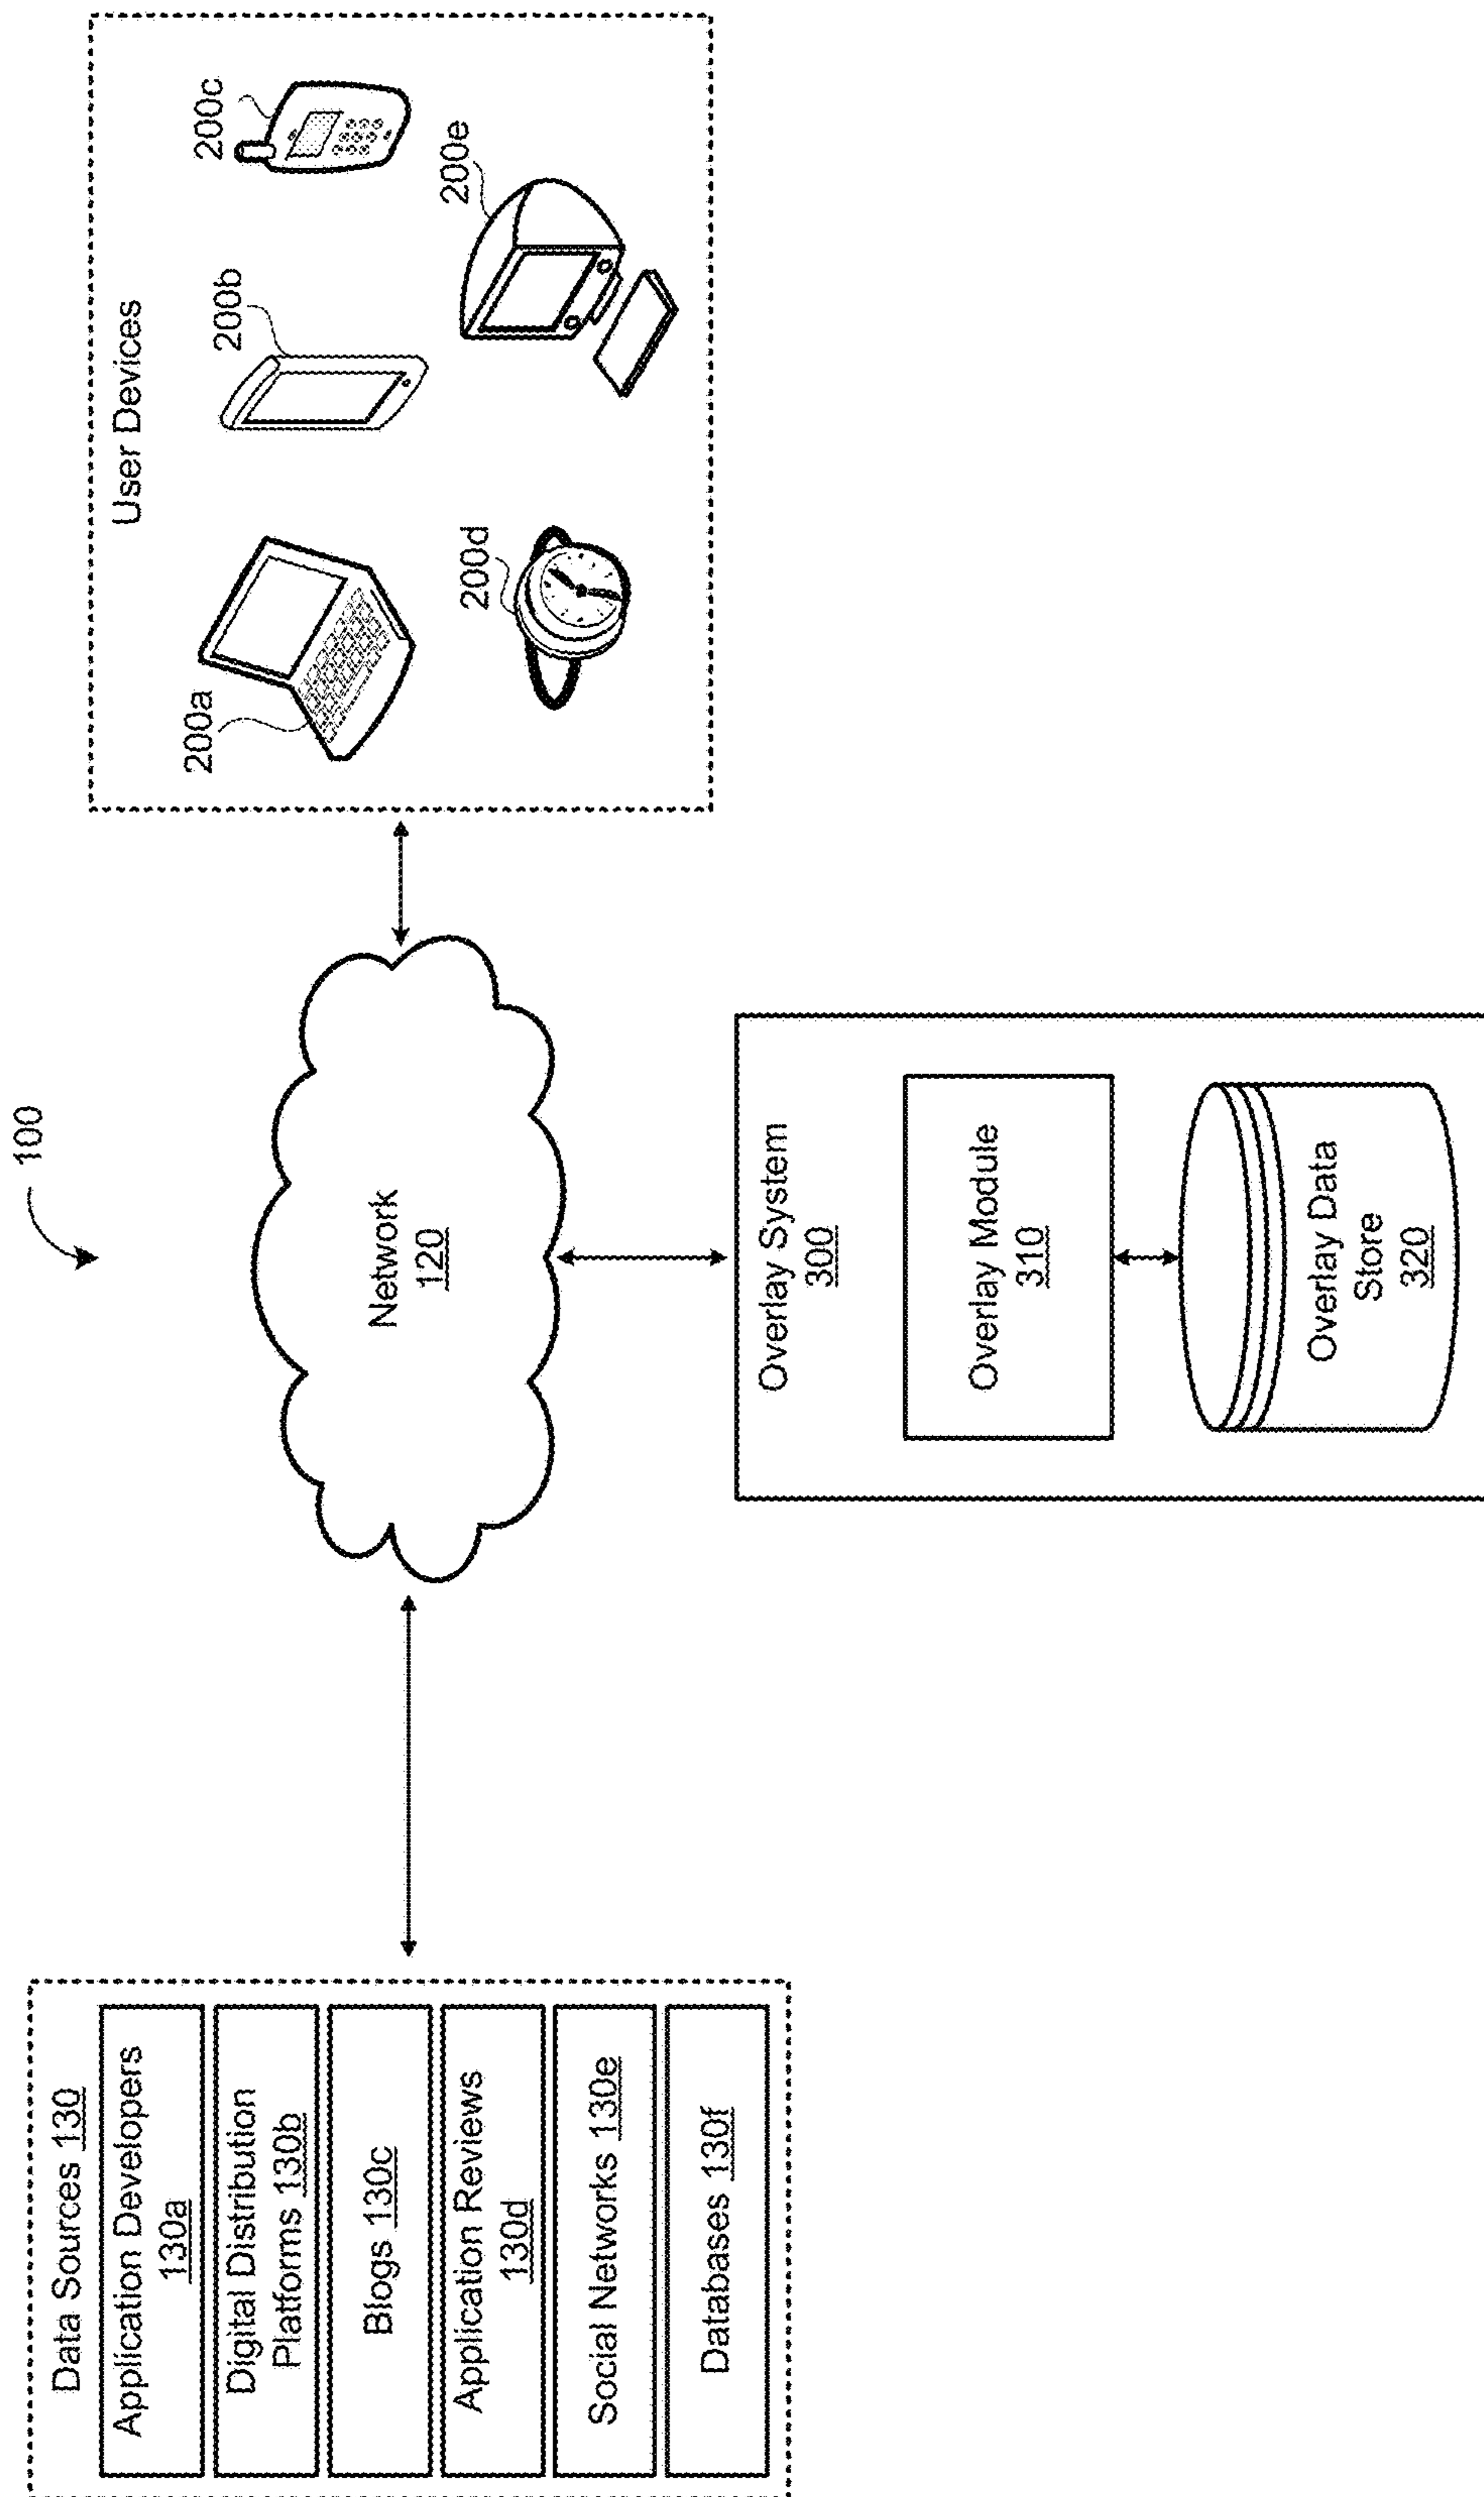 100
Data Sources 130
Application Developers
130a
Digital Distribution
Platforms 130b
Blogs 130c
Application Reviews
130d
Social Networks 130e
Databases 130f
Network
120
User Devices
200a
200b
200c
200d
200e
Overlay System
300
Overlay Module
310
Overlay Data
Store
320